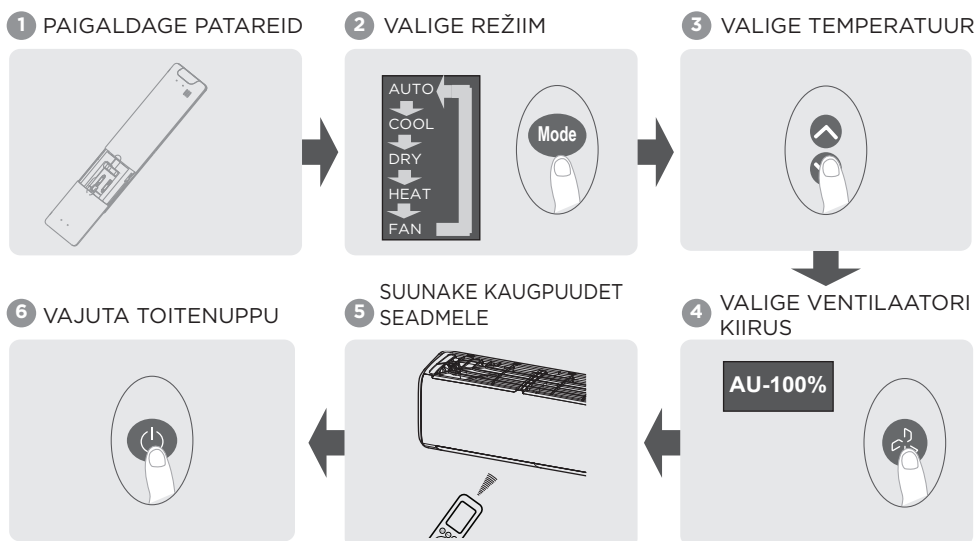 1 PAIGALDAGE PATAREID
2 VALIGE REŽIIM
AUTO
COOL
DRY
HEAT
FAN
Mode
3 VALIGE TEMPERATUUR
4 VALIGE VENTILAATORI
KIIRUS
AU-100%
5 SUUNAKE KAUGPUUDET
SEADMELE
6 VAJUTA TOITENUPPU